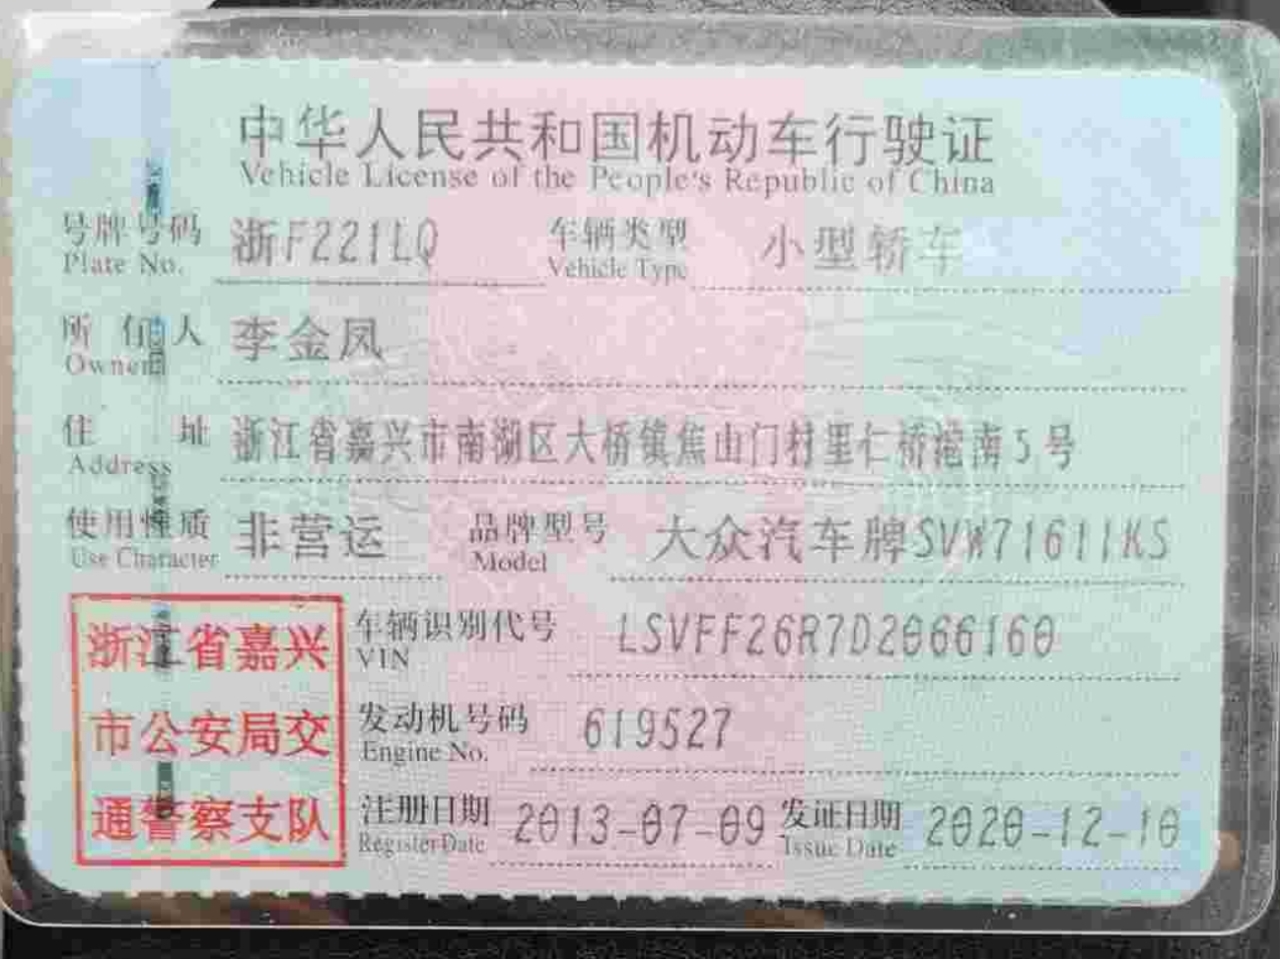 中华人民共和国机动车行驶证
Vehicle License of the People's Republic of China
号牌号码 浙F221LQ 车辆类型 小型轿车
Plate No. Vehicle Type
所有人 李金凤
Owner
住址 浙江省嘉兴市南湖区大桥镇焦山门村里仁桥港南5号
Address
使用性质 非营运 品牌型号 大众汽车牌SVW71611KS
Use Character Model
浙江省嘉兴
市公安局交
通警察支队
车辆识别代号 LSVFF26R7D2066160
VIN
发动机号码 619527
Engine No.
注册日期 2013-07-09 发证日期 2020-12-10
Register Date Issue Date